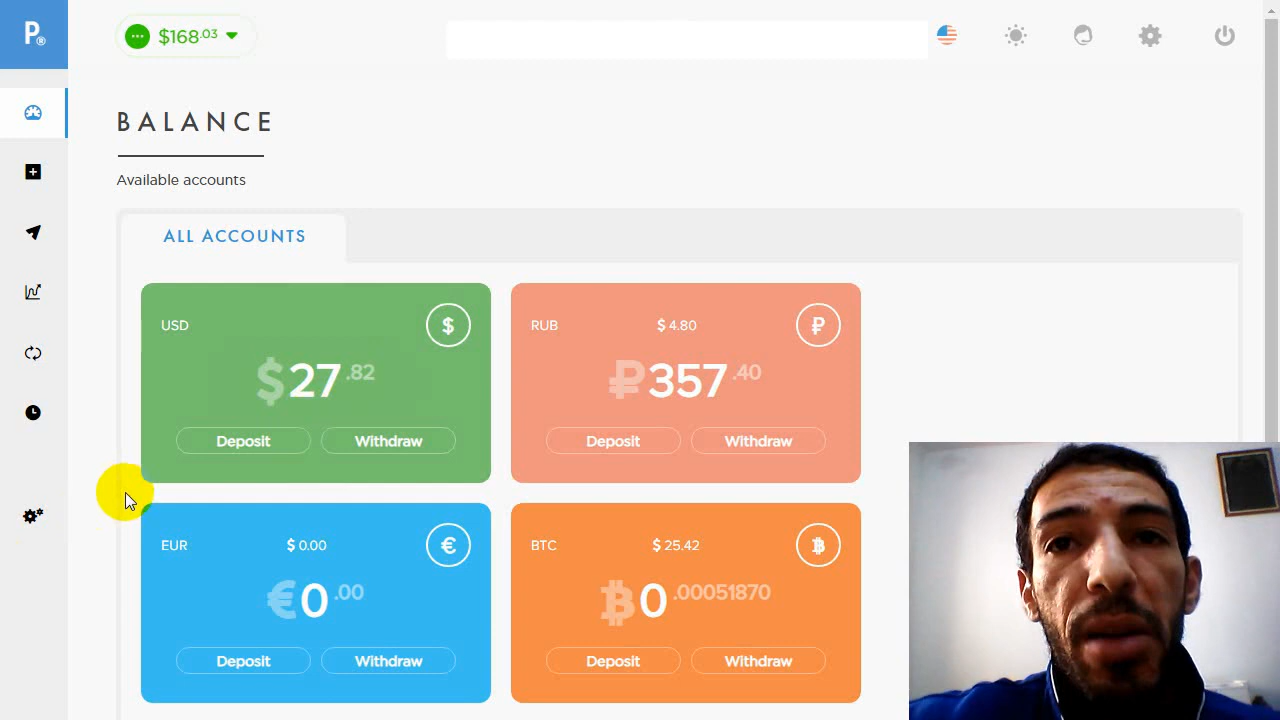 P®
$168.03
BALANCE
Available accounts
ALL ACCOUNTS
USD
$
$27.82
Deposit
Withdraw
RUB
$ 4.80
₽
₽357.40
Deposit
Withdraw
EUR
$ 0.00
€
€0.00
Deposit
Withdraw
BTC
$ 25.42
₿
₿0.00051870
Deposit
Withdraw